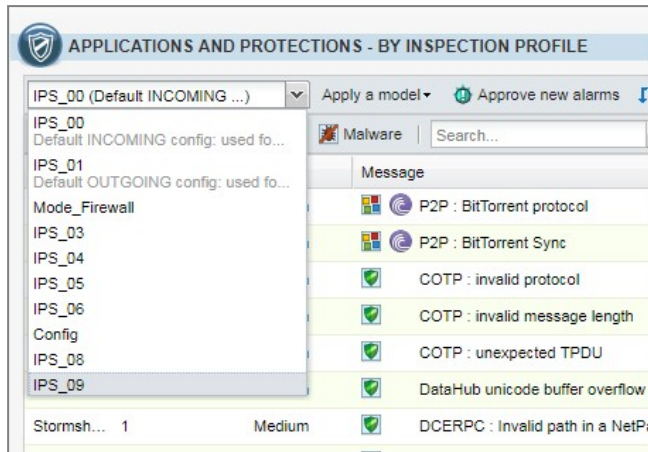 APPLICATIONS AND PROTECTIONS - BY INSPECTION PROFILE
IPS_00 (Default INCOMING ...) Apply a model Approve new alarms
IPS_00
Default INCOMING config: used fo...
Malware Search...
IPS_01
Default OUTGOING config: used fo...
Message
Mode_Firewall
P2P : BitTorrent protocol
IPS_03
P2P : BitTorrent Sync
IPS_04
IPS_05
COTP : invalid protocol
IPS_06
COTP : invalid message length
Config
IPS_08
COTP : unexpected TPDU
IPS_09
DataHub unicode buffer overflow
Stormsh... 1 Medium DCERPC : Invalid path in a